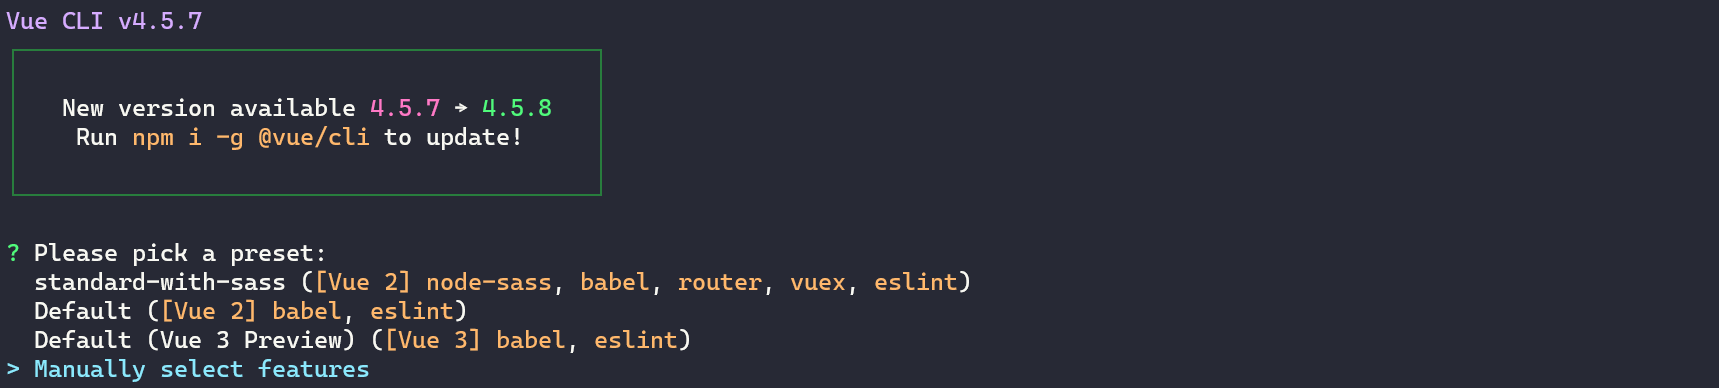 Vue CLI v4.5.7
New version available 4.5.7 → 4.5.8
Run npm i -g @vue/cli to update!
? Please pick a preset:
standard-with-sass ([Vue 2] node-sass, babel, router, vuex, eslint)
Default ([Vue 2] babel, eslint)
Default (Vue 3 Preview) ([Vue 3] babel, eslint)
> Manually select features